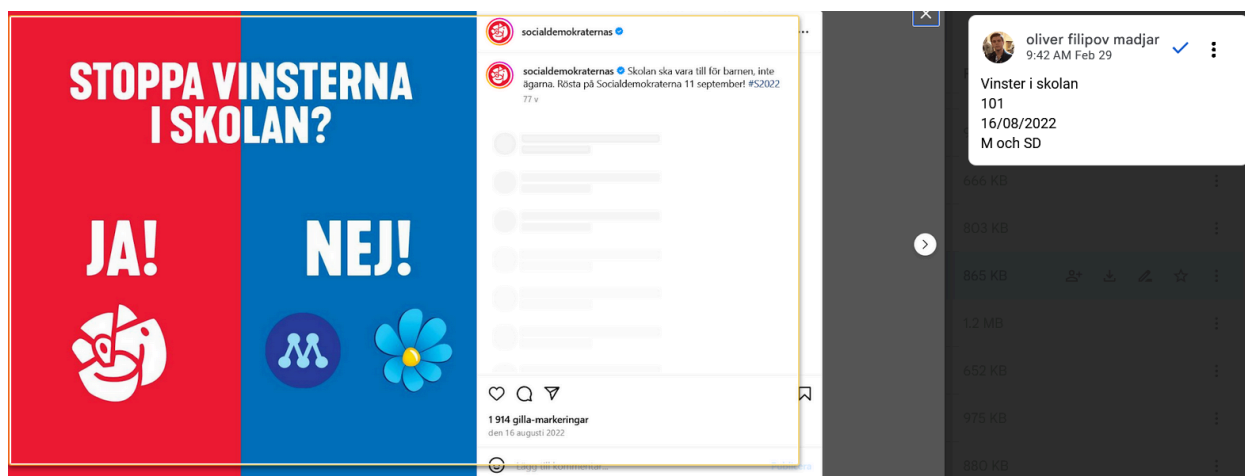 STOPPA VINSTERNA
I SKOLAN?
JA!
NEJ!
socialdemokraternas
socialdemokraternas Skolan ska vara till för barnen, inte
ägarna. Rösta på Socialdemokraterna 11 september! #S2022
77 v
1 914 gilla-markeringar
den 16 augusti 2022
Lägg till kommentar...
Publicera
oliver filipov madjar
9:42 AM Feb 29
Vinster i skolan
101
16/08/2022
M och SD
666 KB
803 KB
865 KB
1.2 MB
652 KB
975 KB
880 KB